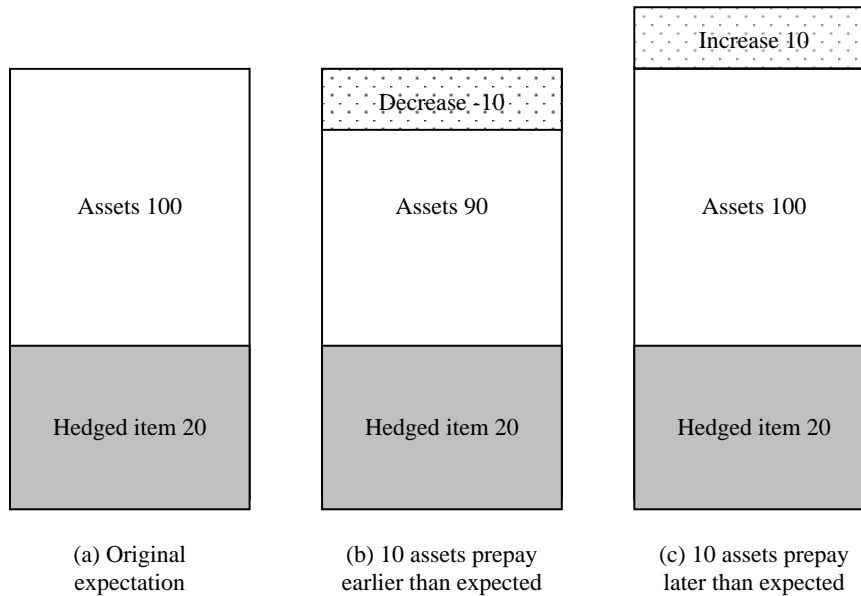 Increase 10
Decrease -10
Assets 100
Assets 90
Assets 100
Hedged item 20
Hedged item 20
Hedged item 20
(a) Original
expectation
(b) 10 assets prepay
earlier than expected
(c) 10 assets prepay
later than expected